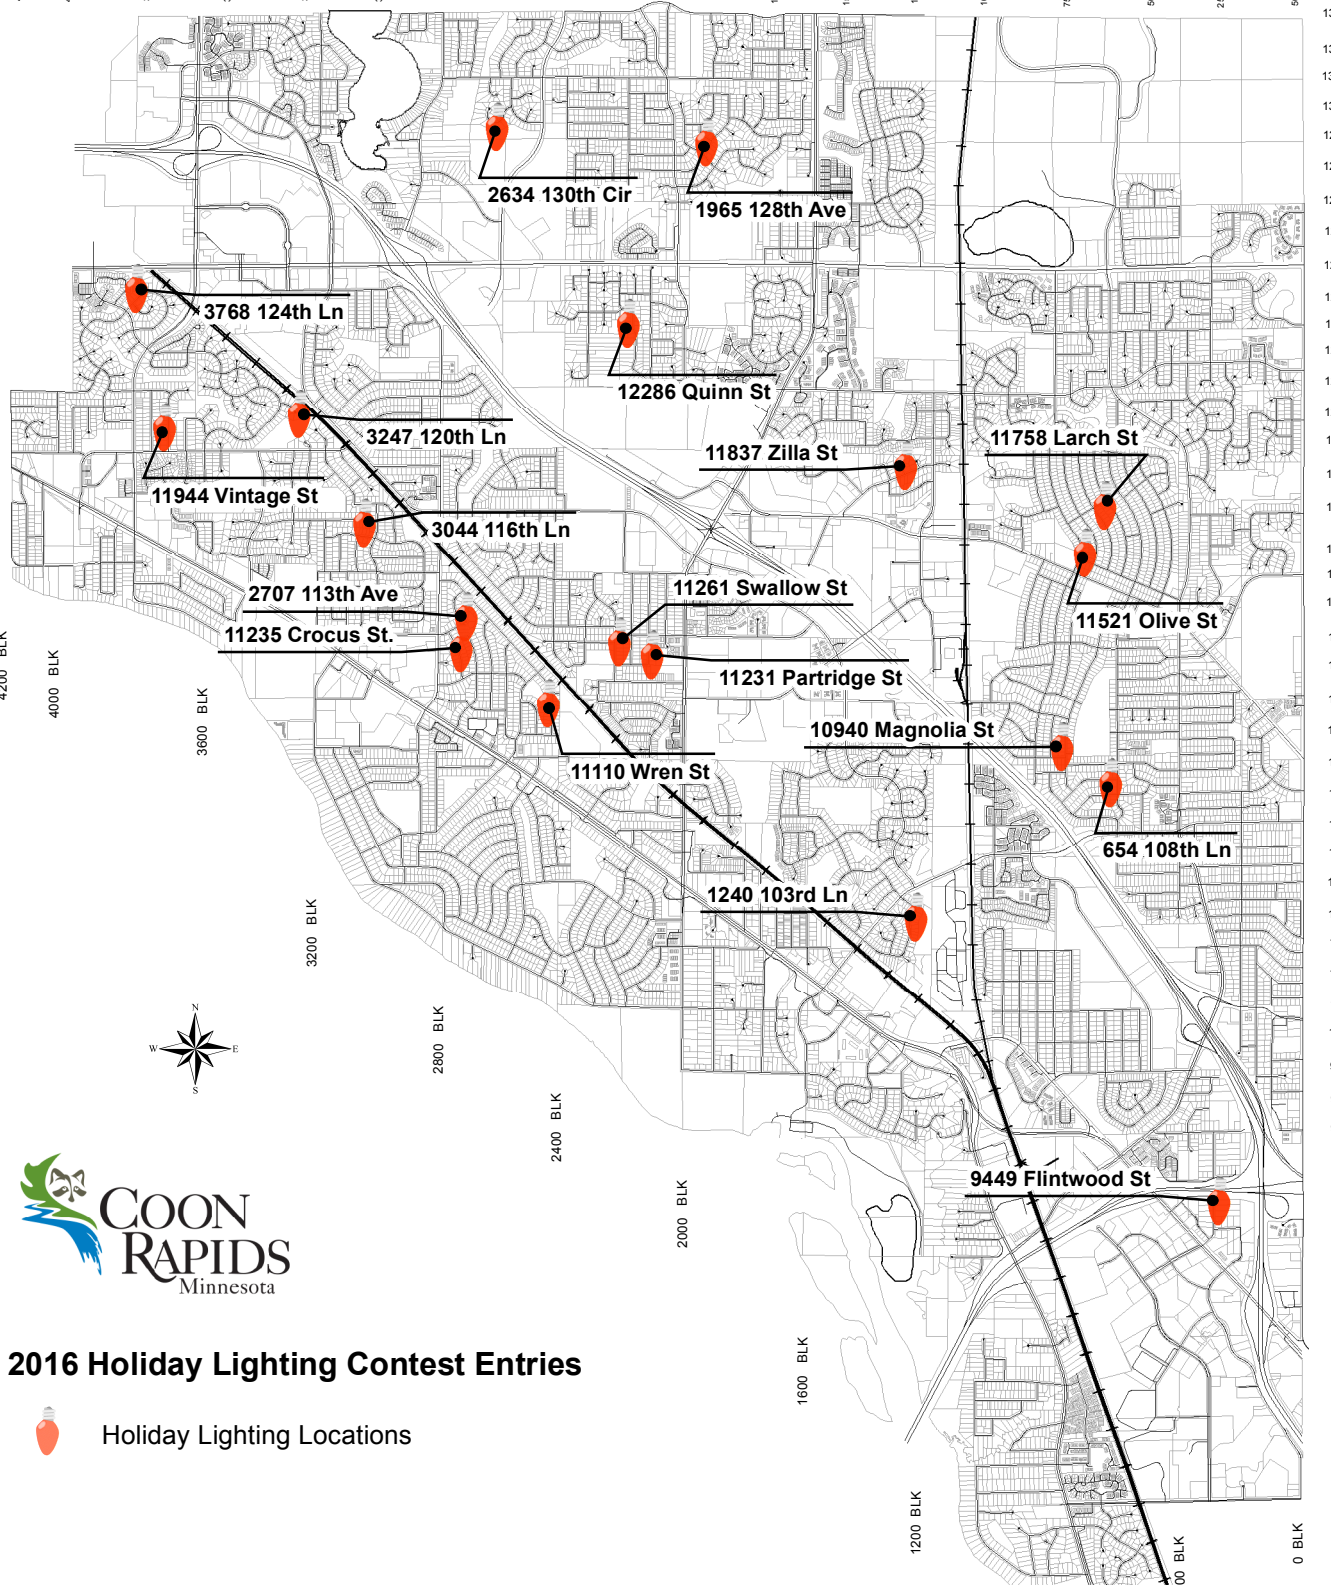 2634 130th Cir
1965 128th Ave
3768 124th Ln
12286 Quinn St
3247 120th Ln
11837 Zilla St
11758 Larch St
11944 Vintage St
3044 116th Ln
2707 113th Ave
11261 Swallow St
11235 Crocus St.
11521 Olive St
11231 Partridge St
10940 Magnolia St
11110 Wren St
654 108th Ln
1240 103rd Ln
9449 Flintwood St
4200 BLK
4000 BLK
3600 BLK
3200 BLK
2800 BLK
2400 BLK
2000 BLK
1600 BLK
1200 BLK
0 BLK
N
W E
S
COON
RAPIDS
Minnesota
2016 Holiday Lighting Contest Entries
Holiday Lighting Locations